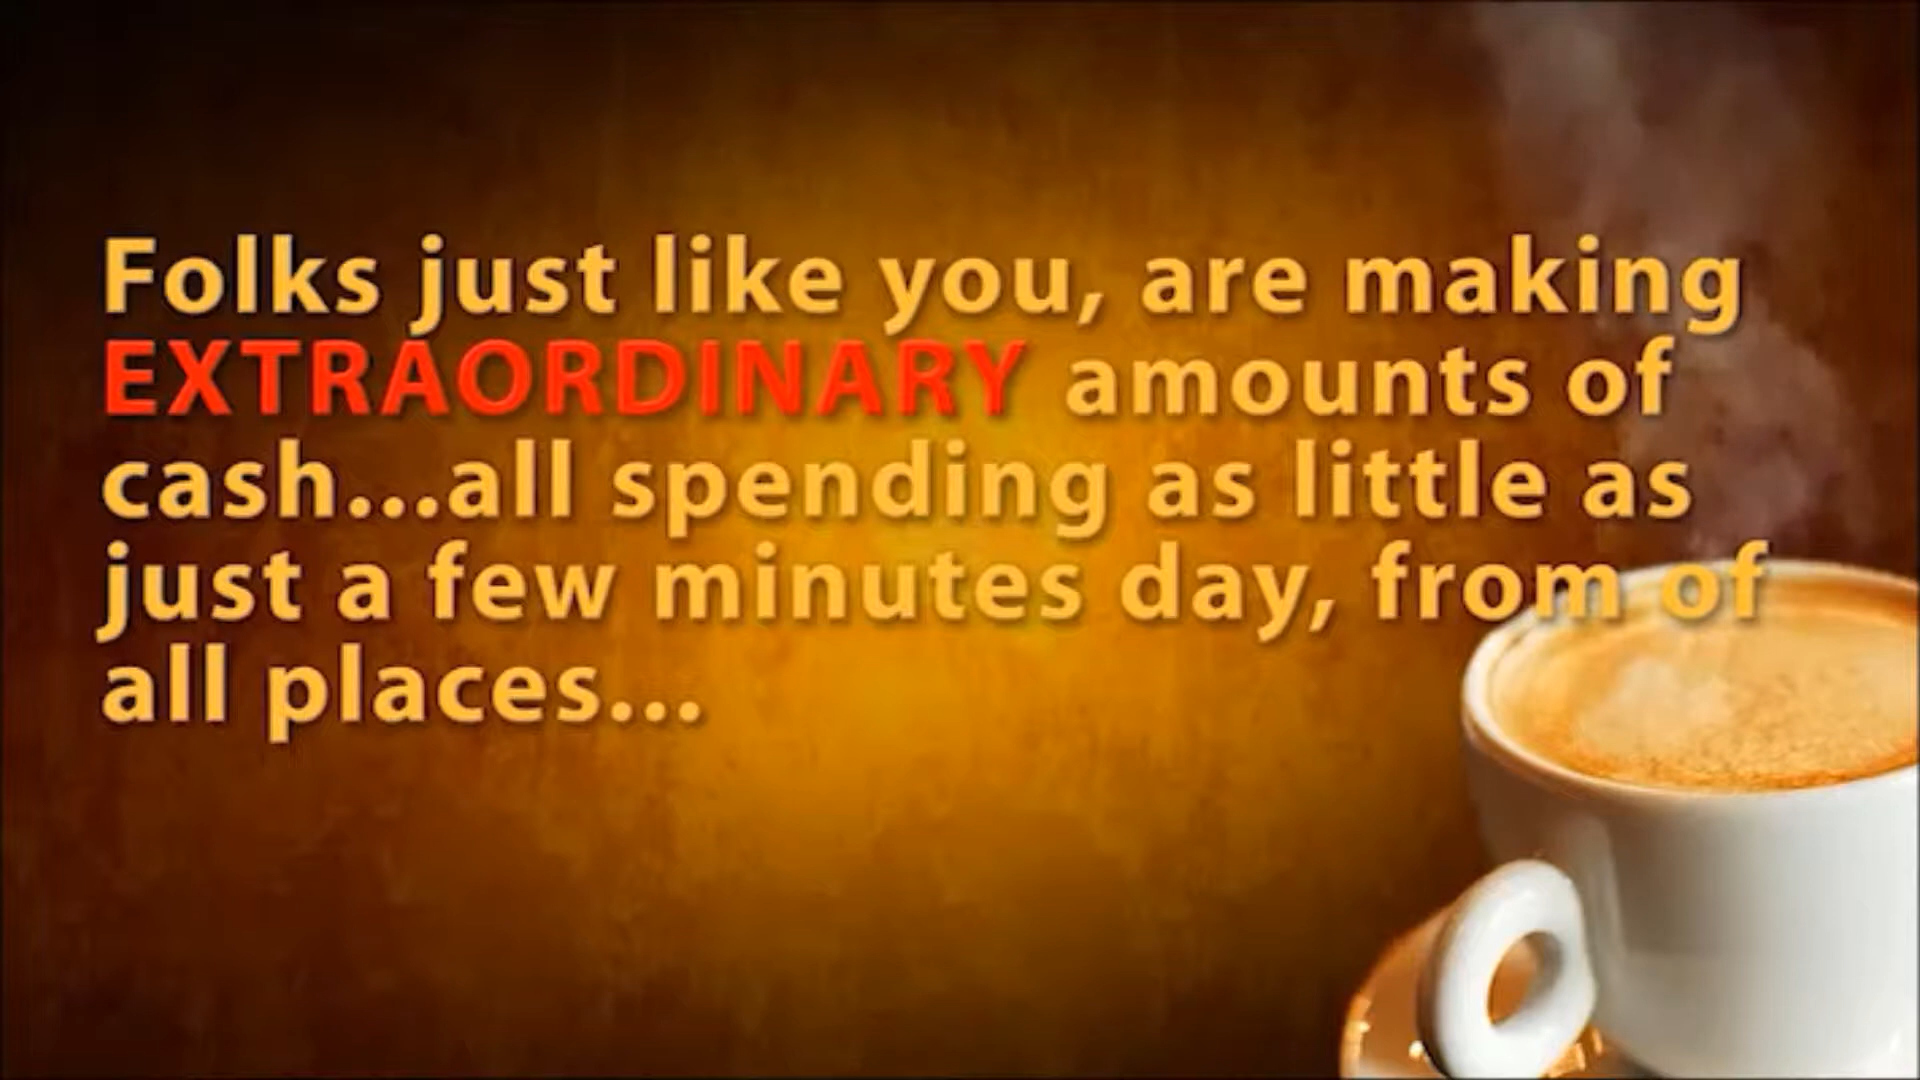 Folks just like you, are making
EXTRAORDINARY amounts of
cash...all spending as little as
just a few minutes day, from of
all places...